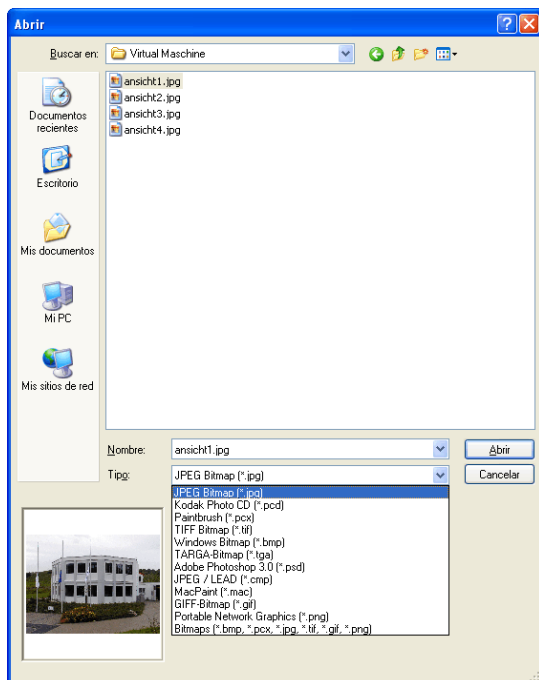 Abrir
Buscar en: Virtual Maschine
ansicht1.jpg
ansicht2.jpg
ansicht3.jpg
ansicht4.jpg
Documentos
recientes
Escritorio
Mis documentos
Mi PC
Mis sitios de red
Nombre: ansicht1.jpg Abrir
Tipo: JPEG Bitmap (*.jpg) Cancelar
JPEG Bitmap (*.jpg)
Kodak Photo CD (*.pcd)
Paintbrush (*.pcx)
TIFF Bitmap (*.tif)
Windows Bitmap (*.bmp)
TARGA-Bitmap (*.tga)
Adobe Photoshop 3.0 (*.psd)
JPEG / LEAD (*.cmp)
MacPaint (*.mac)
GIFF-Bitmap (*.gif)
Portable Network Graphics (*.png)
Bitmaps (*.bmp, *.pcx, *.jpg, *.tif, *.gif, *.png)